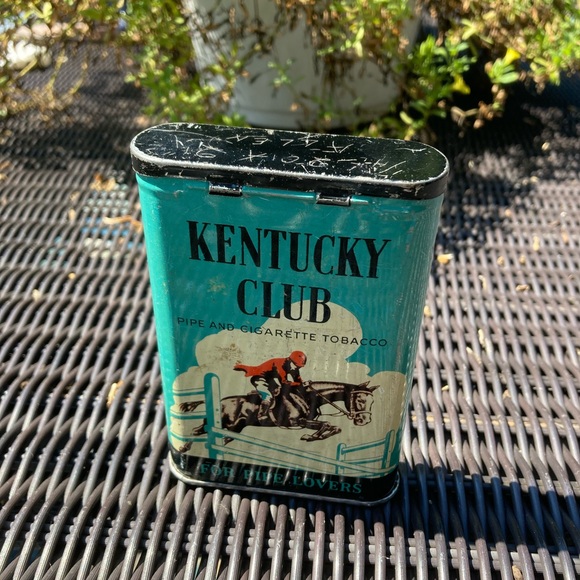 KENTUCKY
CLUB
PIPE AND CIGARETTE TOBACCO
FOR PIPE LOVERS